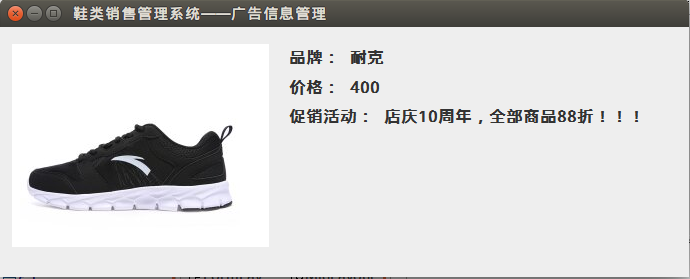 鞋类销售管理系统——广告信息管理
品牌： 耐克
价格： 400
促销活动： 店庆10周年，全部商品88折！！！